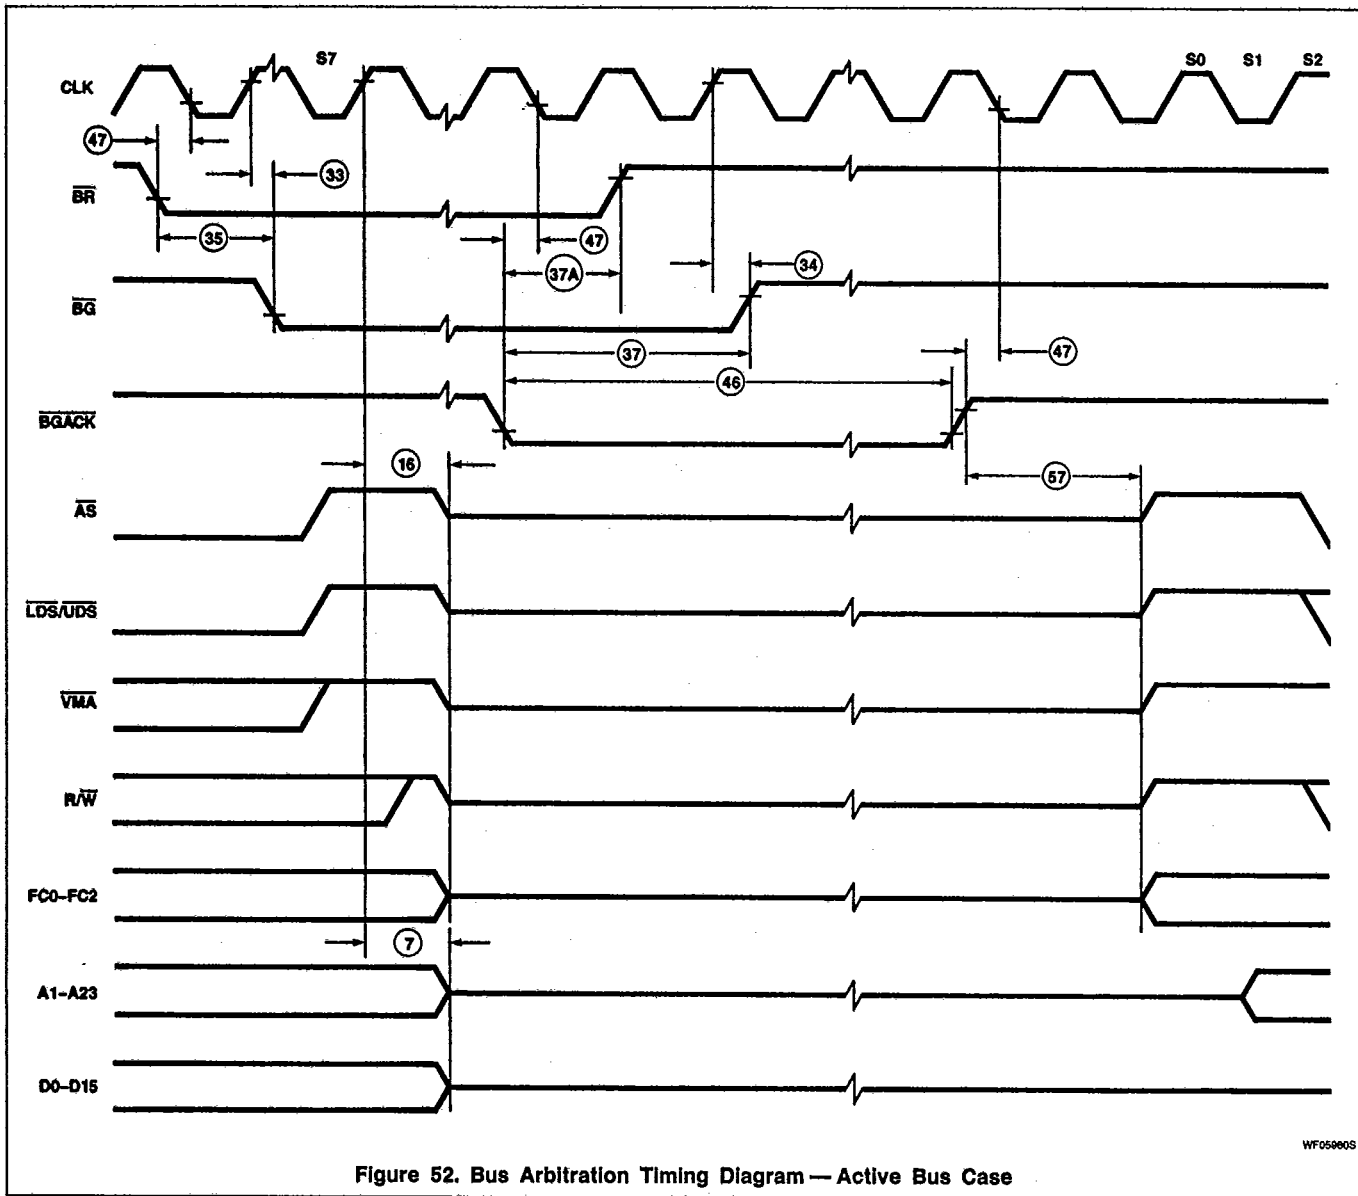 S7
S0 S1 S2
CLK
47
33
BR
35
47
37A
34
BG
37
47
46
BGACK
16
57
AS
LDS/UDS
VMA
R/W
FC0–FC2
7
A1–A23
D0–D15
WF05980S
Figure 52. Bus Arbitration Timing Diagram — Active Bus Case